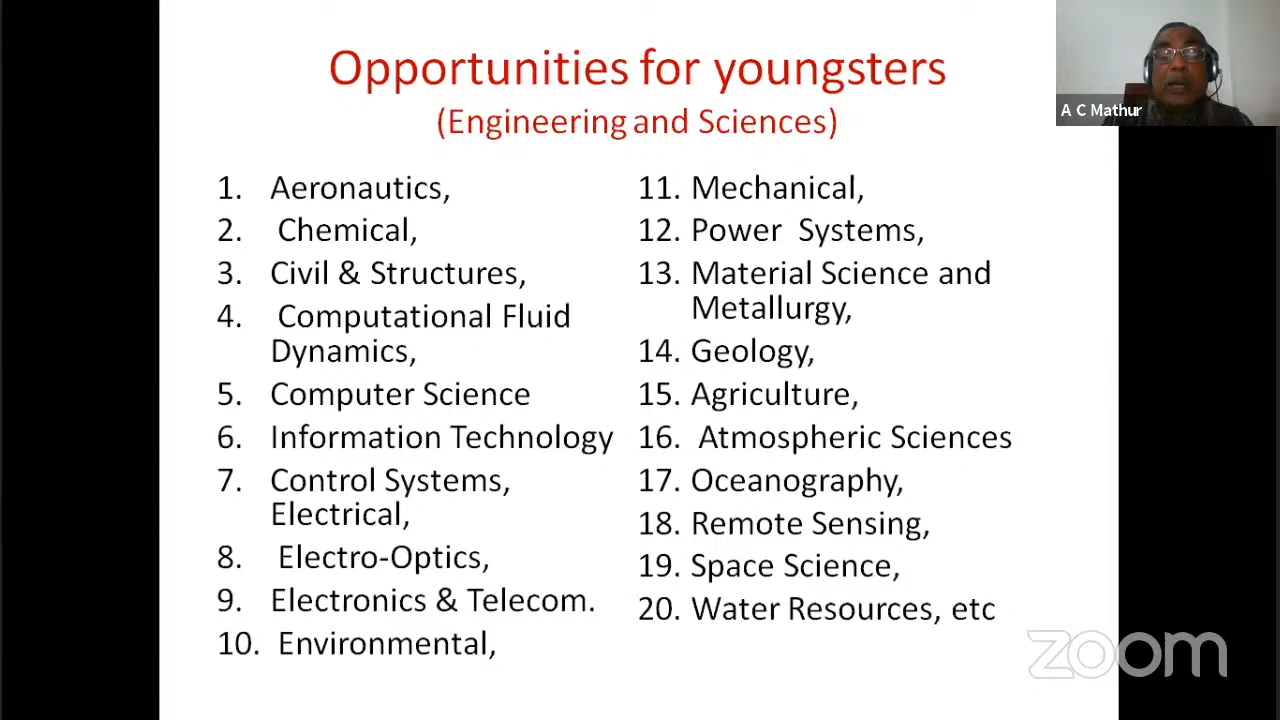 Opportunities for youngsters
(Engineering and Sciences)
1. Aeronautics,
2. Chemical,
3. Civil & Structures,
4. Computational Fluid
Dynamics,
5. Computer Science
6. Information Technology
7. Control Systems,
Electrical,
8. Electro-Optics,
9. Electronics & Telecom.
10. Environmental,
11. Mechanical,
12. Power Systems,
13. Material Science and
Metallurgy,
14. Geology,
15. Agriculture,
16. Atmospheric Sciences
17. Oceanography,
18. Remote Sensing,
19. Space Science,
20. Water Resources, etc
A C Mathur
zoom